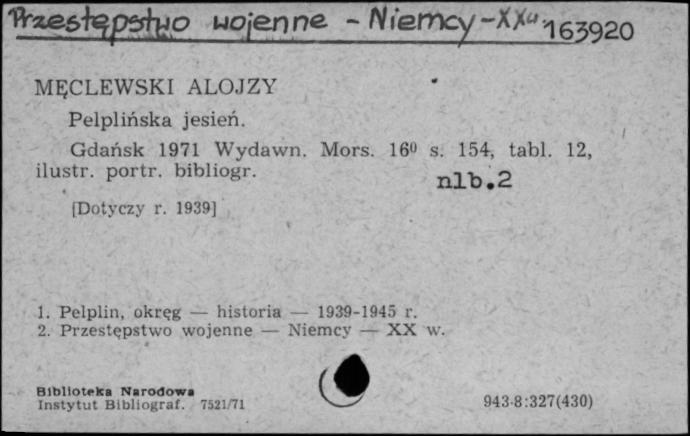 Przestępstwo wojenne - Niemcy - XXw. 163920
MĘCLEWSKI ALOJZY
Pelplińska jesień.
Gdańsk 1971 Wydawn. Mors. 16⁰ s. 154, tabl. 12,
ilustr. portr. bibliogr.
nlb.2
[Dotyczy r. 1939]
1. Pelplin, okręg — historia — 1939-1945 r.
2. Przestępstwo wojenne — Niemcy — XX w.
Biblioteka Narodowa
Instytut Bibliograf. 7521/71
943-8:327(430)